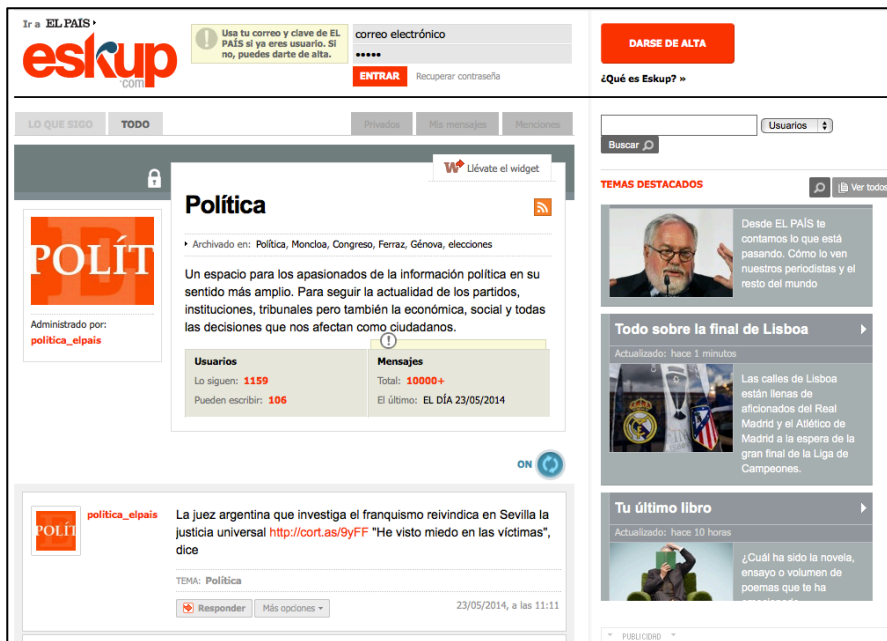 Ir a EL PAÍS
eskup
.com
Usa tu correo y clave de EL
PAÍS si ya eres usuario. Si
no, puedes darte de alta.
correo electrónico
•••••
ENTRAR Recuperar contraseña
DARSE DE ALTA
¿Qué es Eskup? »
LO QUE SIGO TODO Privados Mis mensajes Menciones
Usuarios
Buscar
Llévate el widget
Política
Archivado en: Política, Moncloa, Congreso, Ferraz, Génova, elecciones
Un espacio para los apasionados de la información política en su
sentido más amplio. Para seguir la actualidad de los partidos,
instituciones, tribunales pero también la económica, social y todas
las decisiones que nos afectan como ciudadanos.
POLÍT
Administrado por:
politica_elpais
Usuarios
Lo siguen: 1159
Pueden escribir: 106
Mensajes
Total: 10000+
El último: EL DÍA 23/05/2014
ON
politica_elpais
POLÍT
La juez argentina que investiga el franquismo reivindica en Sevilla la
justicia universal http://cort.as/9yFF "He visto miedo en las víctimas",
dice
TEMA: Política
Responder Más opciones
23/05/2014, a las 11:11
TEMAS DESTACADOS
Ver todos
Desde EL PAÍS te
contamos lo que está
pasando. Cómo lo ven
nuestros periodistas y el
resto del mundo
Todo sobre la final de Lisboa
Actualizado: hace 1 minutos
Las calles de Lisboa
están llenas de
aficionados del Real
Madrid y el Atlético de
Madrid a la espera de la
gran final de la Liga de
Campeones.
Tu último libro
Actualizado: hace 10 horas
¿Cuál ha sido la novela,
ensayo o volumen de
poemas que te ha
PUBLICIDAD